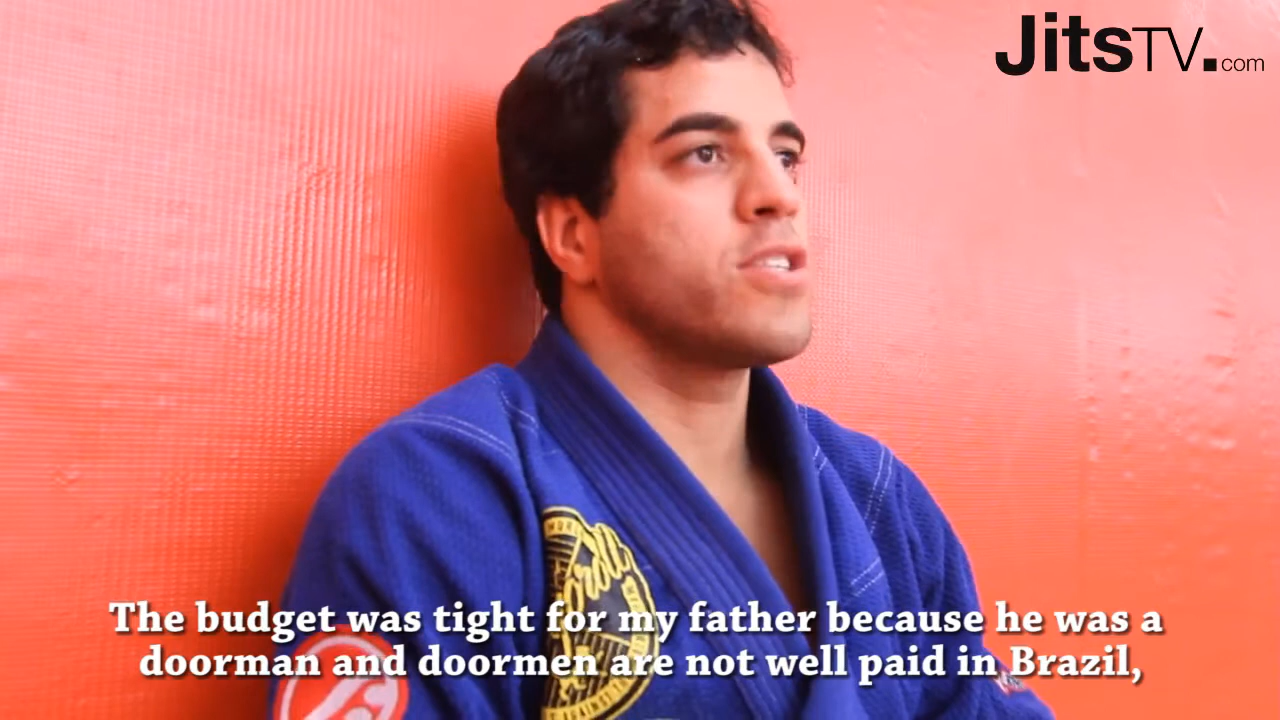 JitsTV.com
The budget was tight for my father because he was a
doorman and doormen are not well paid in Brazil,